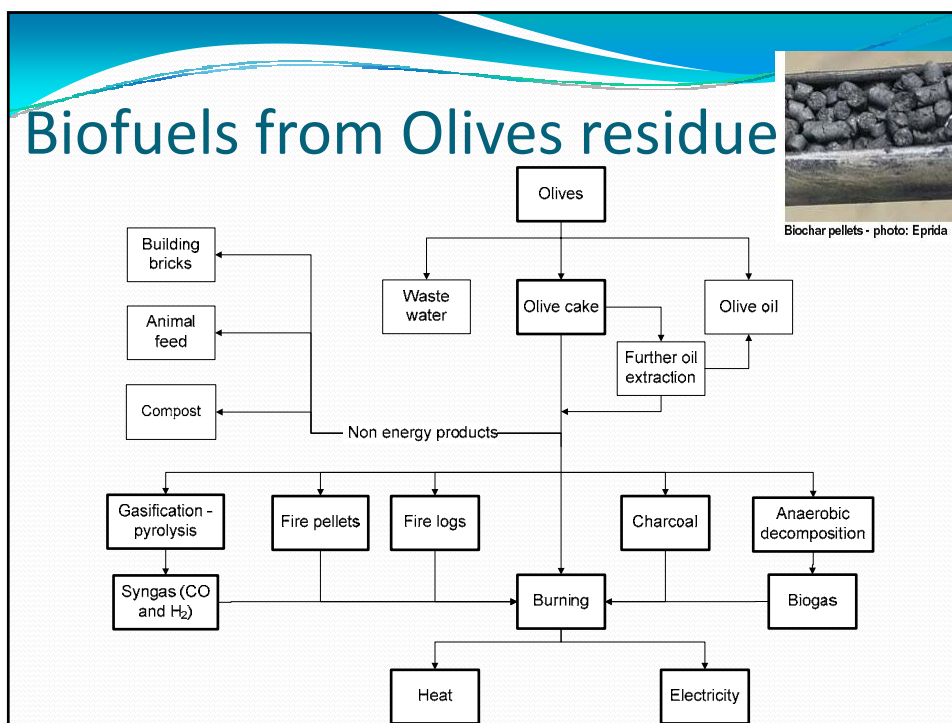 Biofuels from Olives residue
Biochar pellets - photo: Eprida
Olives
Building
bricks
Waste
water
Olive cake
Olive oil
Animal
feed
Further oil
extraction
Compost
Non energy products
Gasification -
pyrolysis
Fire pellets
Fire logs
Charcoal
Anaerobic
decomposition
Syngas (CO
and H₂)
Burning
Biogas
Heat
Electricity